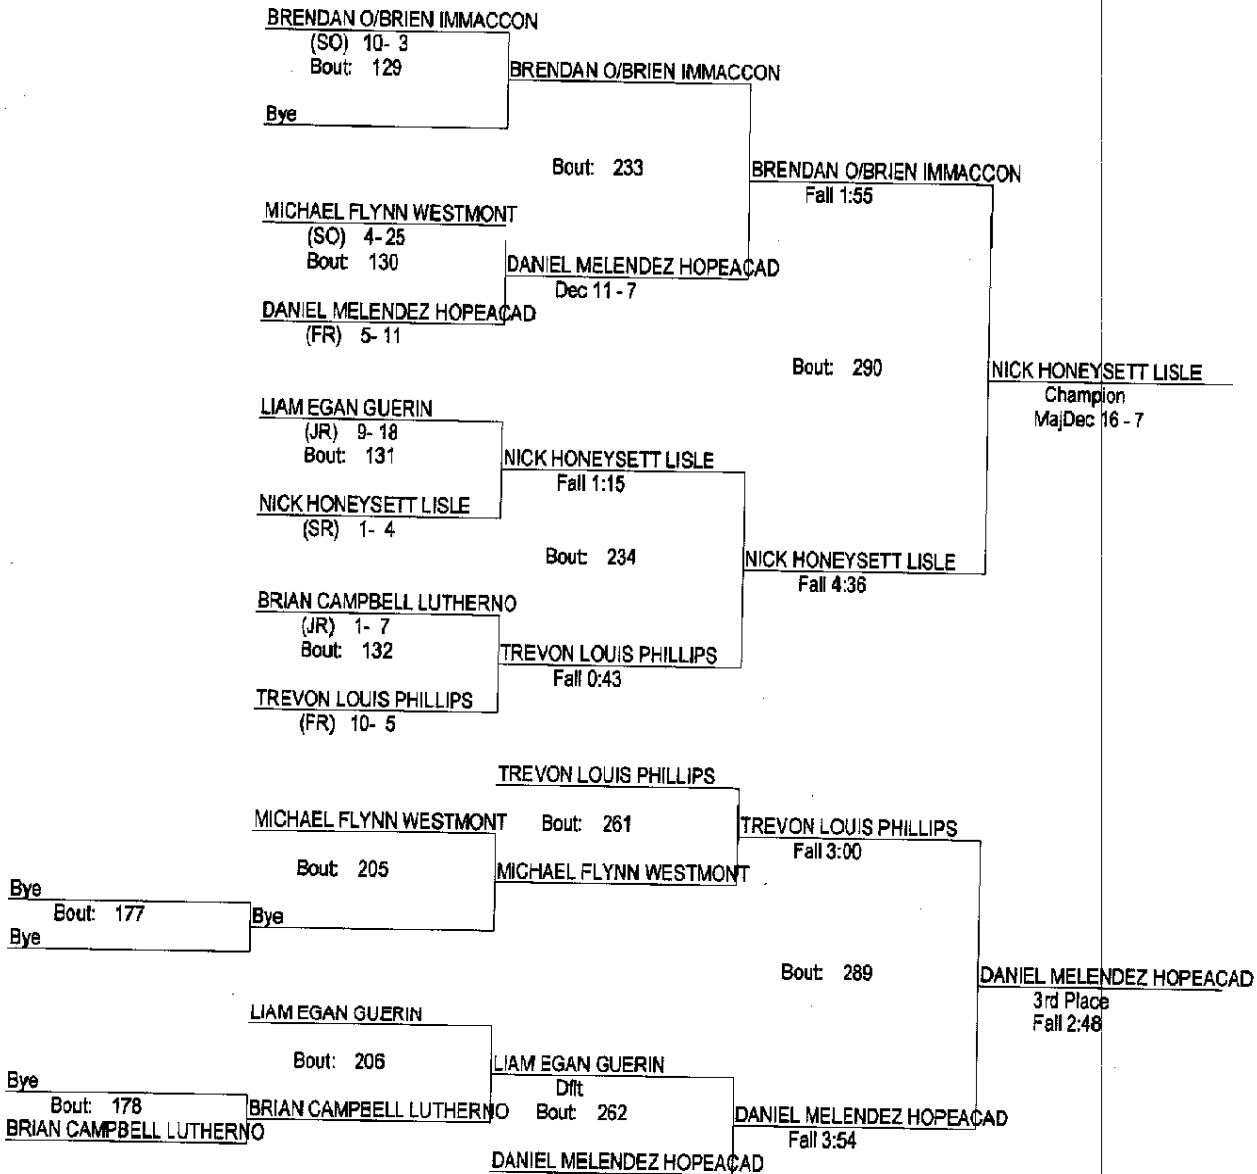 BRENDAN O/BRIEN IMMACCON
(SO) 10- 3
Bout: 129
BRENDAN O/BRIEN IMMACCON
Bye
Bout: 233
BRENDAN O/BRIEN IMMACCON
Fall 1:55
MICHAEL FLYNN WESTMONT
(SO) 4- 25
Bout: 130
DANIEL MELENDEZ HOPEACAD
Dec 11 - 7
DANIEL MELENDEZ HOPEACAD
(FR) 5- 11
Bout: 290
NICK HONEYSETT LISLE
Champion
MajDec 16 - 7
LIAM EGAN GUERIN
(JR) 9- 18
Bout: 131
NICK HONEYSETT LISLE
Fall 1:15
NICK HONEYSETT LISLE
(SR) 1- 4
Bout: 234
NICK HONEYSETT LISLE
Fall 4:36
BRIAN CAMPBELL LUTHERNO
(JR) 1- 7
Bout: 132
TREVON LOUIS PHILLIPS
Fall 0:43
TREVON LOUIS PHILLIPS
(FR) 10- 5
TREVON LOUIS PHILLIPS
MICHAEL FLYNN WESTMONT
Bout: 261
TREVON LOUIS PHILLIPS
Fall 3:00
Bout: 205
MICHAEL FLYNN WESTMONT
Bye
Bout: 177
Bye
Bye
Bout: 289
DANIEL MELENDEZ HOPEACAD
3rd Place
Fall 2:48
LIAM EGAN GUERIN
Bout: 206
LIAM EGAN GUERIN
Dflt
Bye
Bout: 178
BRIAN CAMPBELL LUTHERNO
Bout: 262
DANIEL MELENDEZ HOPEACAD
Fall 3:54
BRIAN CAMPBELL LUTHERNO
DANIEL MELENDEZ HOPEACAD